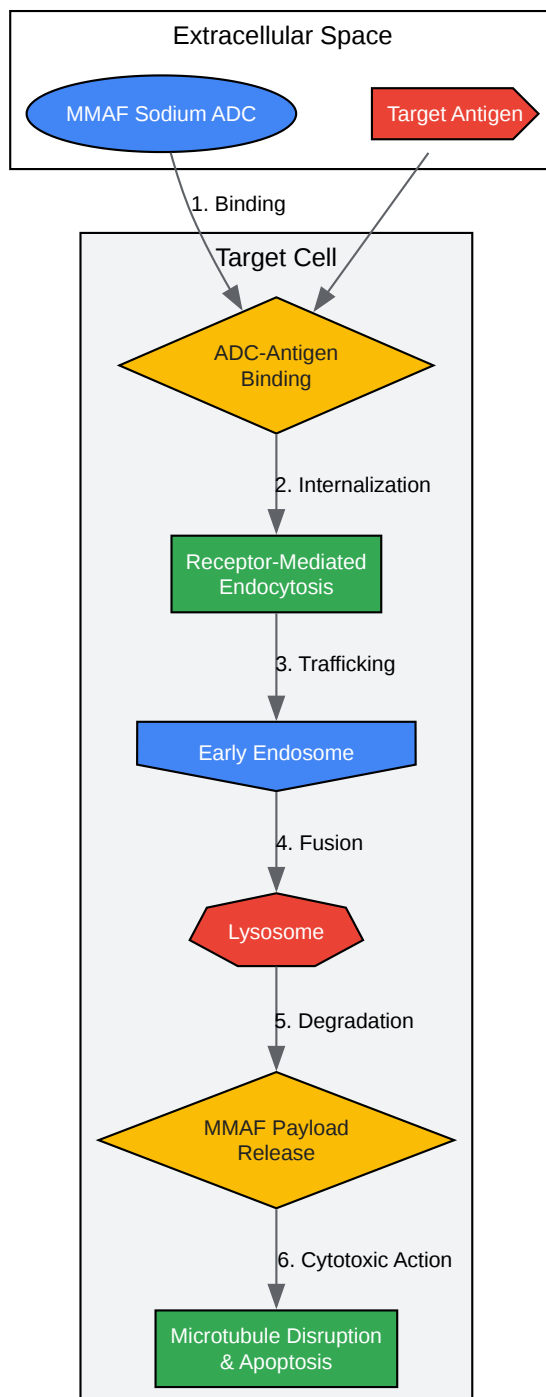 Extracellular Space
MMAF Sodium ADC
Target Antigen
1. Binding
Target Cell
ADC-Antigen
Binding
2. Internalization
Receptor-Mediated
Endocytosis
3. Trafficking
Early Endosome
4. Fusion
Lysosome
5. Degradation
MMAF Payload
Release
6. Cytotoxic Action
Microtubule Disruption
& Apoptosis